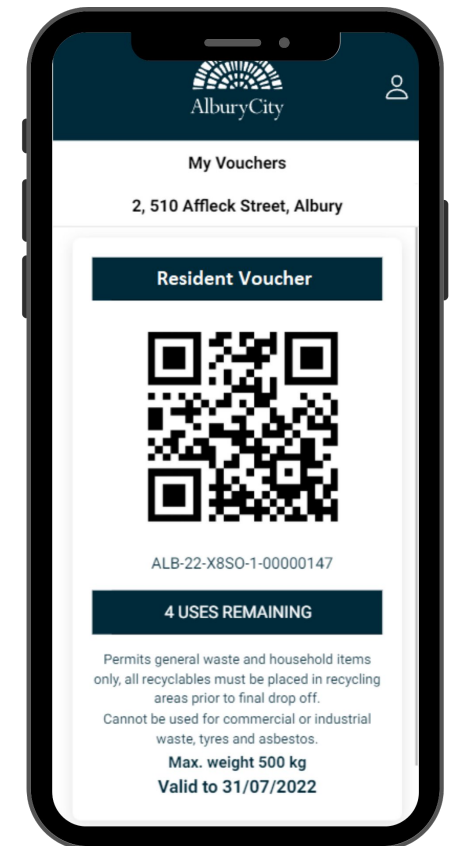 AlburyCity
My Vouchers
2, 510 Affleck Street, Albury
Resident Voucher
ALB-22-X8SO-1-00000147
4 USES REMAINING
Permits general waste and household items
only, all recyclables must be placed in recycling
areas prior to final drop off.
Cannot be used for commercial or industrial
waste, tyres and asbestos.
Max. weight 500 kg
Valid to 31/07/2022